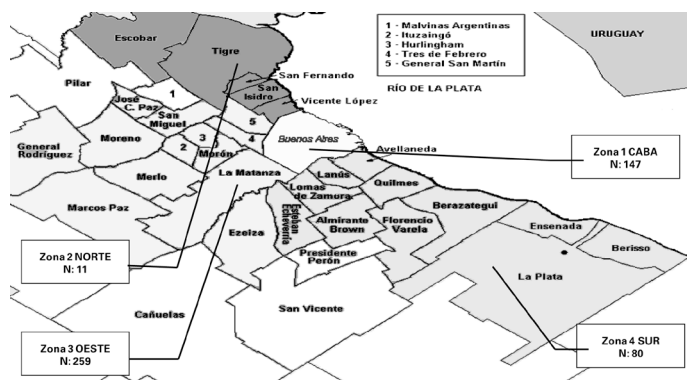 Escobar
Tigre
1 - Malvinas Argentinas
2 - Ituzaingó
3 - Hurlingham
4 - Tres de Febrero
5 - General San Martín
URUGUAY
Pilar
San Fernando
RÍO DE LA PLATA
José
C. Paz
1
San
Isidro
Vicente López
San
Miguel
5
General
Rodríguez
Moreno
2
3
4
Morón
Buenos Aires
Avellaneda
Zona 1 CABA
N: 147
Merlo
La Matanza
Lanús
Quilmes
Marcos Paz
Lomas
de Zamora
Berazategui
Esteban
Echeverría
Almirante
Brown
Florencio
Varela
Ensenada
Berisso
Ezeiza
Zona 2 NORTE
N: 11
Presidente
Perón
La Plata
Cañuelas
San Vicente
Zona 3 OESTE
N: 259
Zona 4 SUR
N: 80